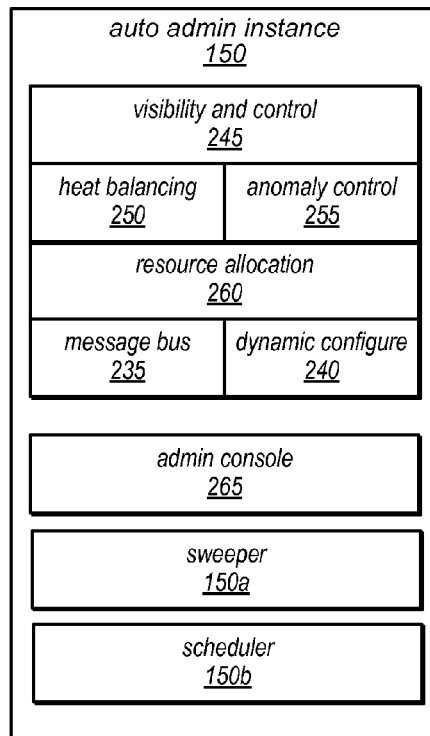 auto admin instance
150
visibility and control
245
heat balancing anomaly control
250 255
resource allocation
260
message bus dynamic configure
235 240
admin console
265
sweeper
150a
scheduler
150b